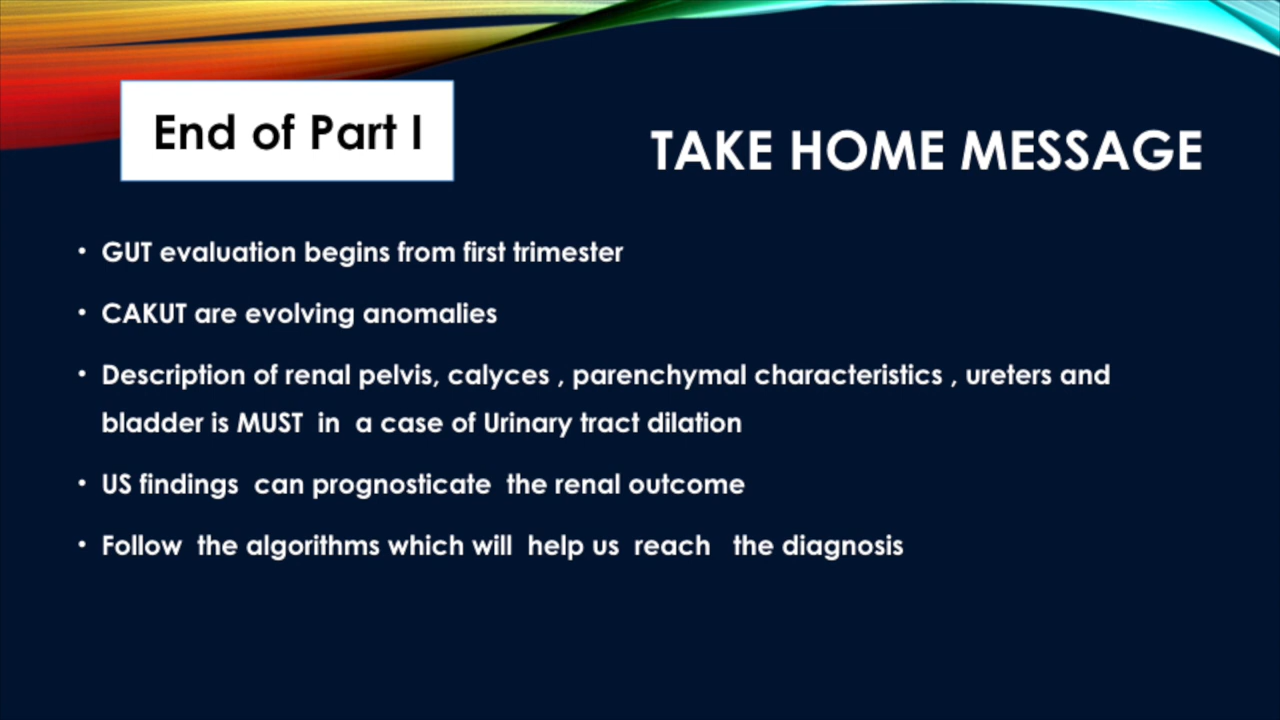 End of Part I
TAKE HOME MESSAGE
• GUT evaluation begins from first trimester
• CAKUT are evolving anomalies
• Description of renal pelvis, calyces , parenchymal characteristics , ureters and
bladder is MUST in a case of Urinary tract dilation
• US findings can prognosticate the renal outcome
• Follow the algorithms which will help us reach the diagnosis